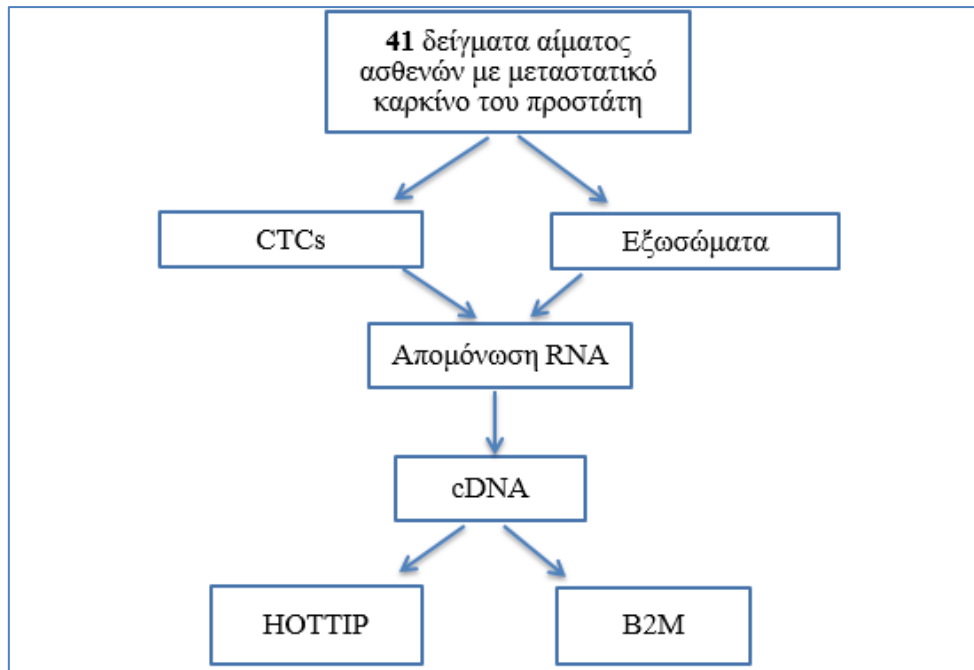 41 δείγματα αίματος
ασθενών με μεταστατικό
καρκίνο του προστάτη
CTCs
Εξωσώματα
Απομόνωση RNA
cDNA
HOTTIP
B2M